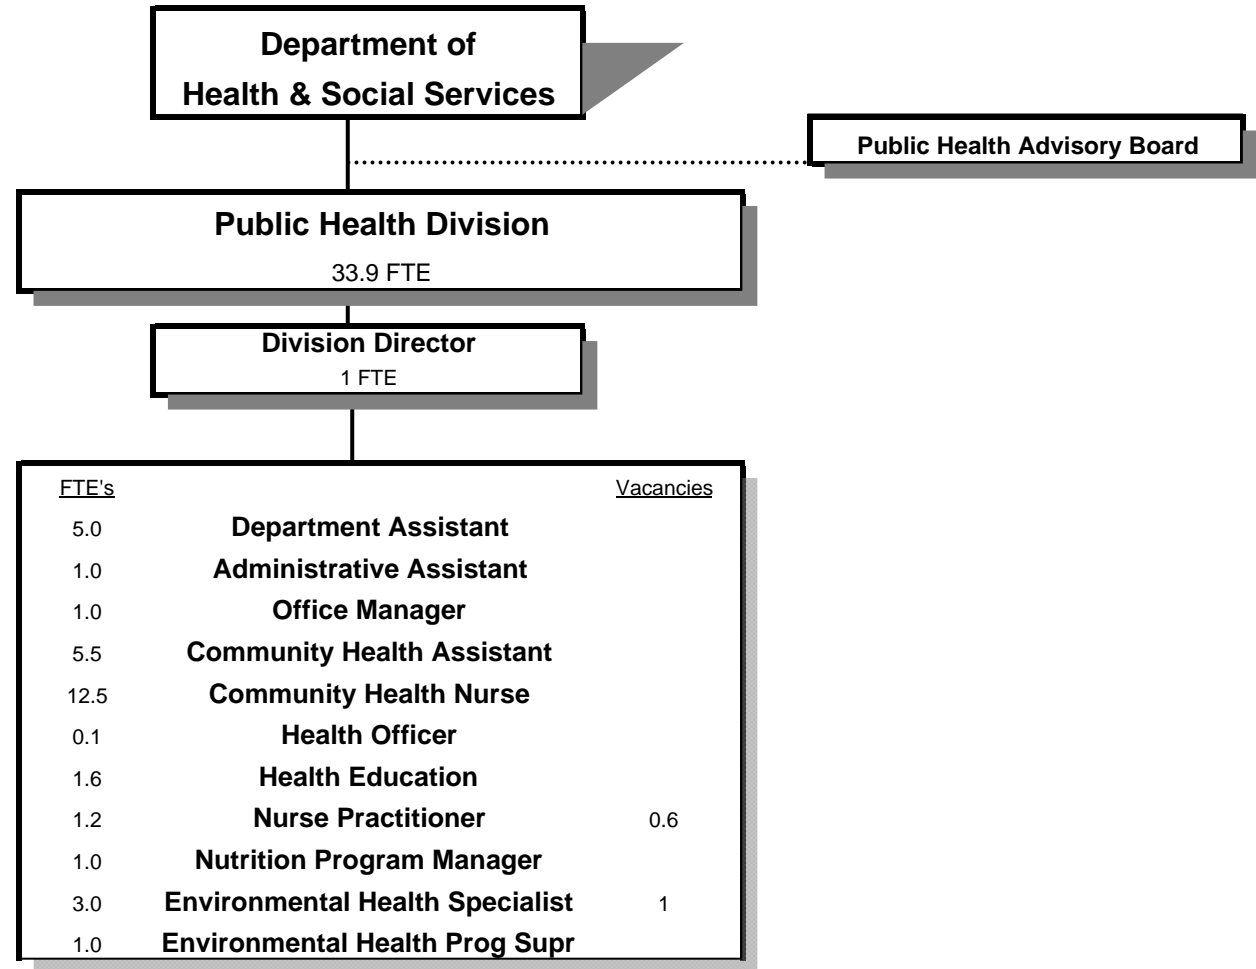 Department of
Health & Social Services
Public Health Advisory Board
Public Health Division
33.9 FTE
Division Director
1 FTE
FTE's Vacancies
5.0 Department Assistant
1.0 Administrative Assistant
1.0 Office Manager
5.5 Community Health Assistant
12.5 Community Health Nurse
0.1 Health Officer
1.6 Health Education
1.2 Nurse Practitioner 0.6
1.0 Nutrition Program Manager
3.0 Environmental Health Specialist 1
1.0 Environmental Health Prog Supr